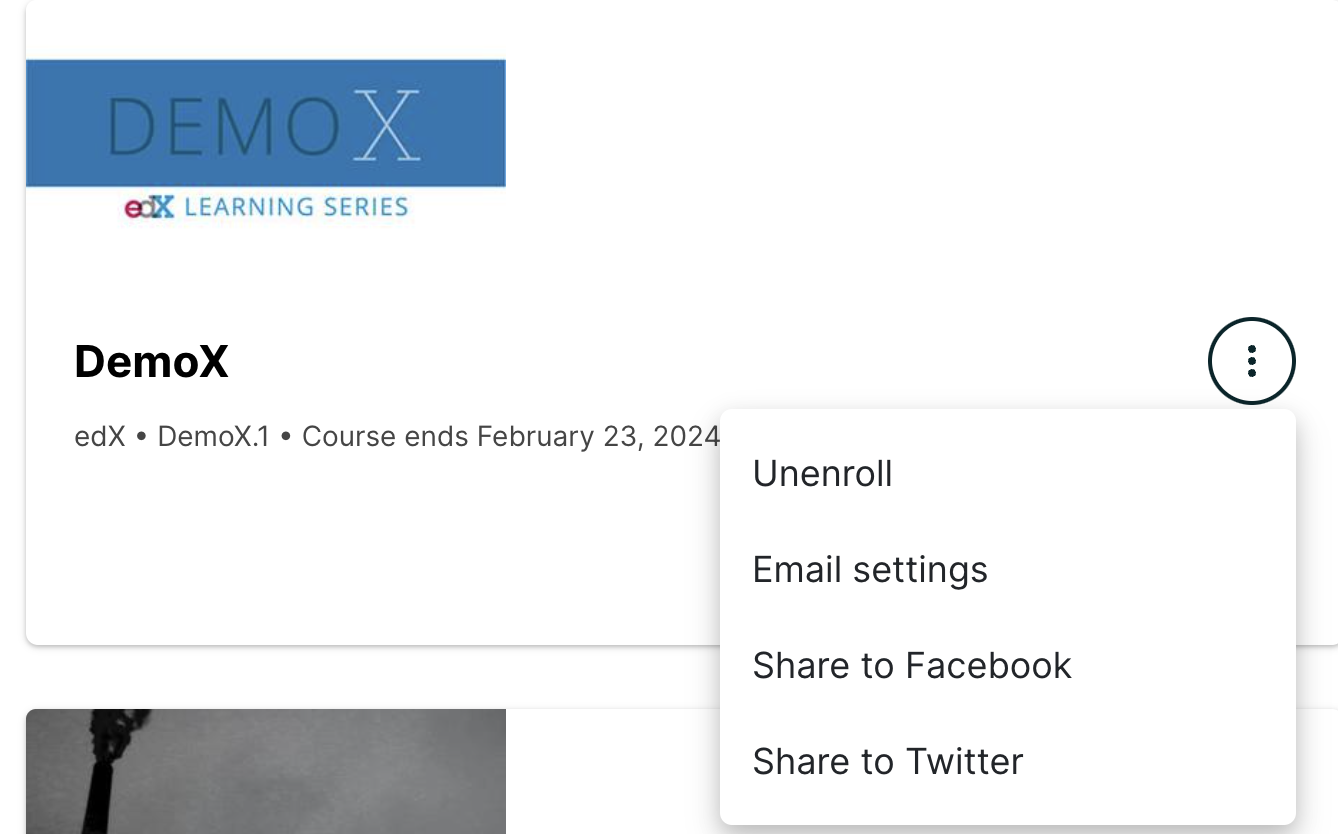 DEMOX
edX LEARNING SERIES
DemoX
edX • DemoX.1 • Course ends February 23, 2024
Unenroll
Email settings
Share to Facebook
Share to Twitter